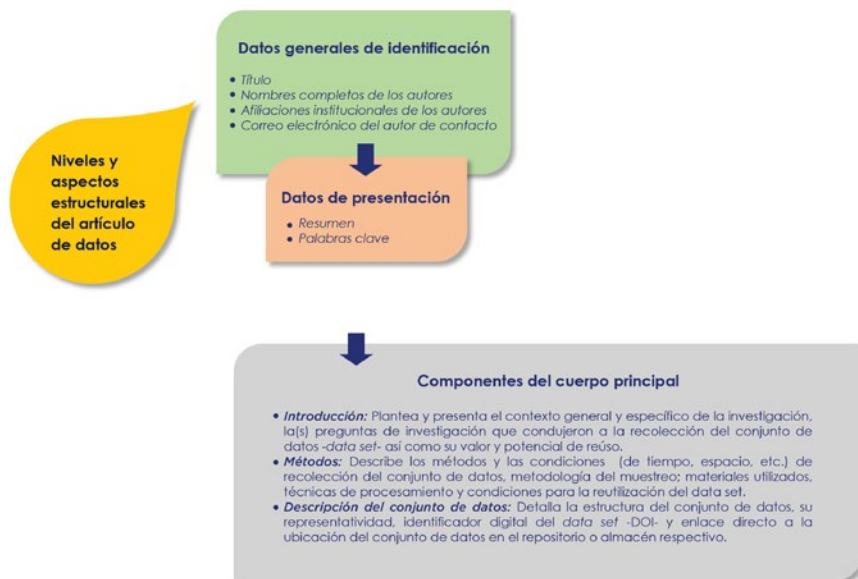 Datos generales de identificación
• Título
• Nombres completos de los autores
• Afiliaciones institucionales de los autores
• Correo electrónico del autor de contacto
Niveles y
aspectos
estructurales
del artículo
de datos
Datos de presentación
• Resumen
• Palabras clave
Componentes del cuerpo principal
• Introducción: Plantea y presenta el contexto general y específico de la investigación,
la(s) preguntas de investigación que condujeron a la recolección del conjunto de
datos -data set- así como su valor y potencial de reúso.
• Métodos: Describe los métodos y las condiciones (de tiempo, espacio, etc.) de
recolección del conjunto de datos, metodología del muestreo; materiales utilizados,
técnicas de procesamiento y condiciones para la reutilización del data set.
• Descripción del conjunto de datos: Detalla la estructura del conjunto de datos, su
representatividad, identificador digital del data set -DOI- y enlace directo a la
ubicación del conjunto de datos en el repositorio o almacén respectivo.